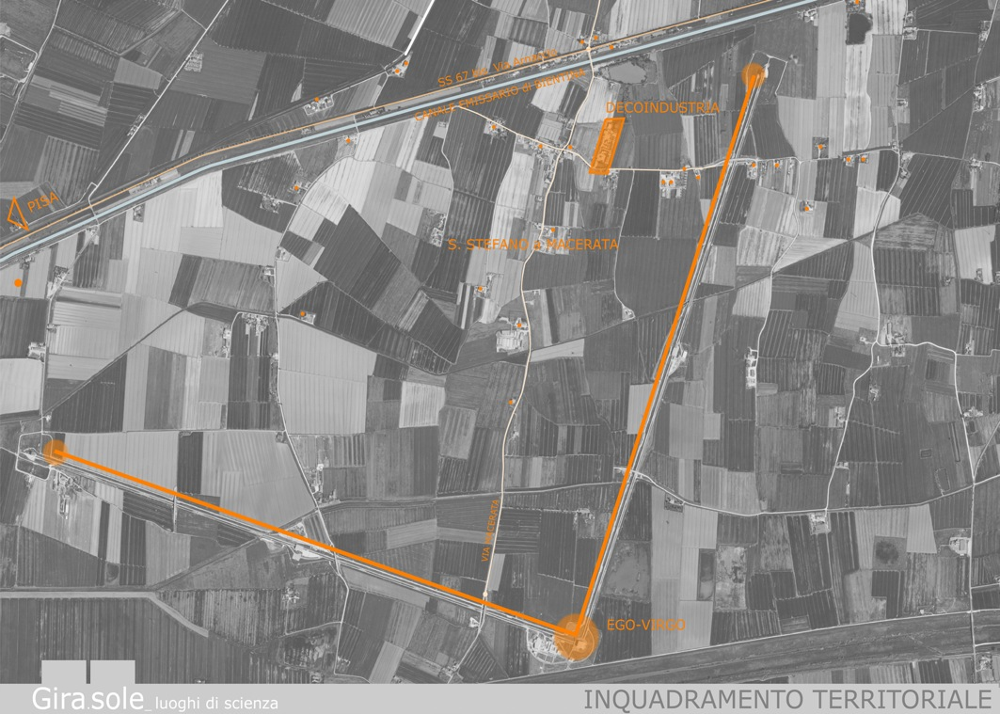 SS 67 bis Via Arnaccio
CANALE EMISSARIO di BIENTINA
DECOINDUSTRIA
PISA
S. STEFANO a MACERATA
VIA MACERATA
EGO-VIRGO
Gira.sole_ luoghi di scienza
INQUADRAMENTO TERRITORIALE